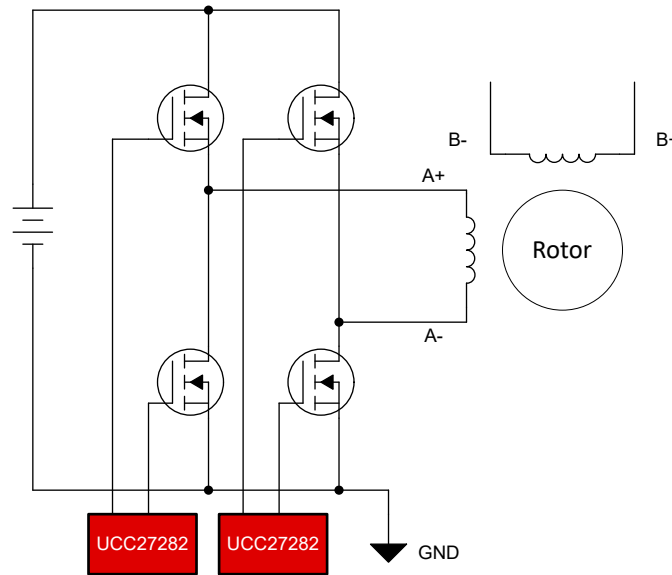 B-
B+
A+
Rotor
A-
UCC27282
UCC27282
GND